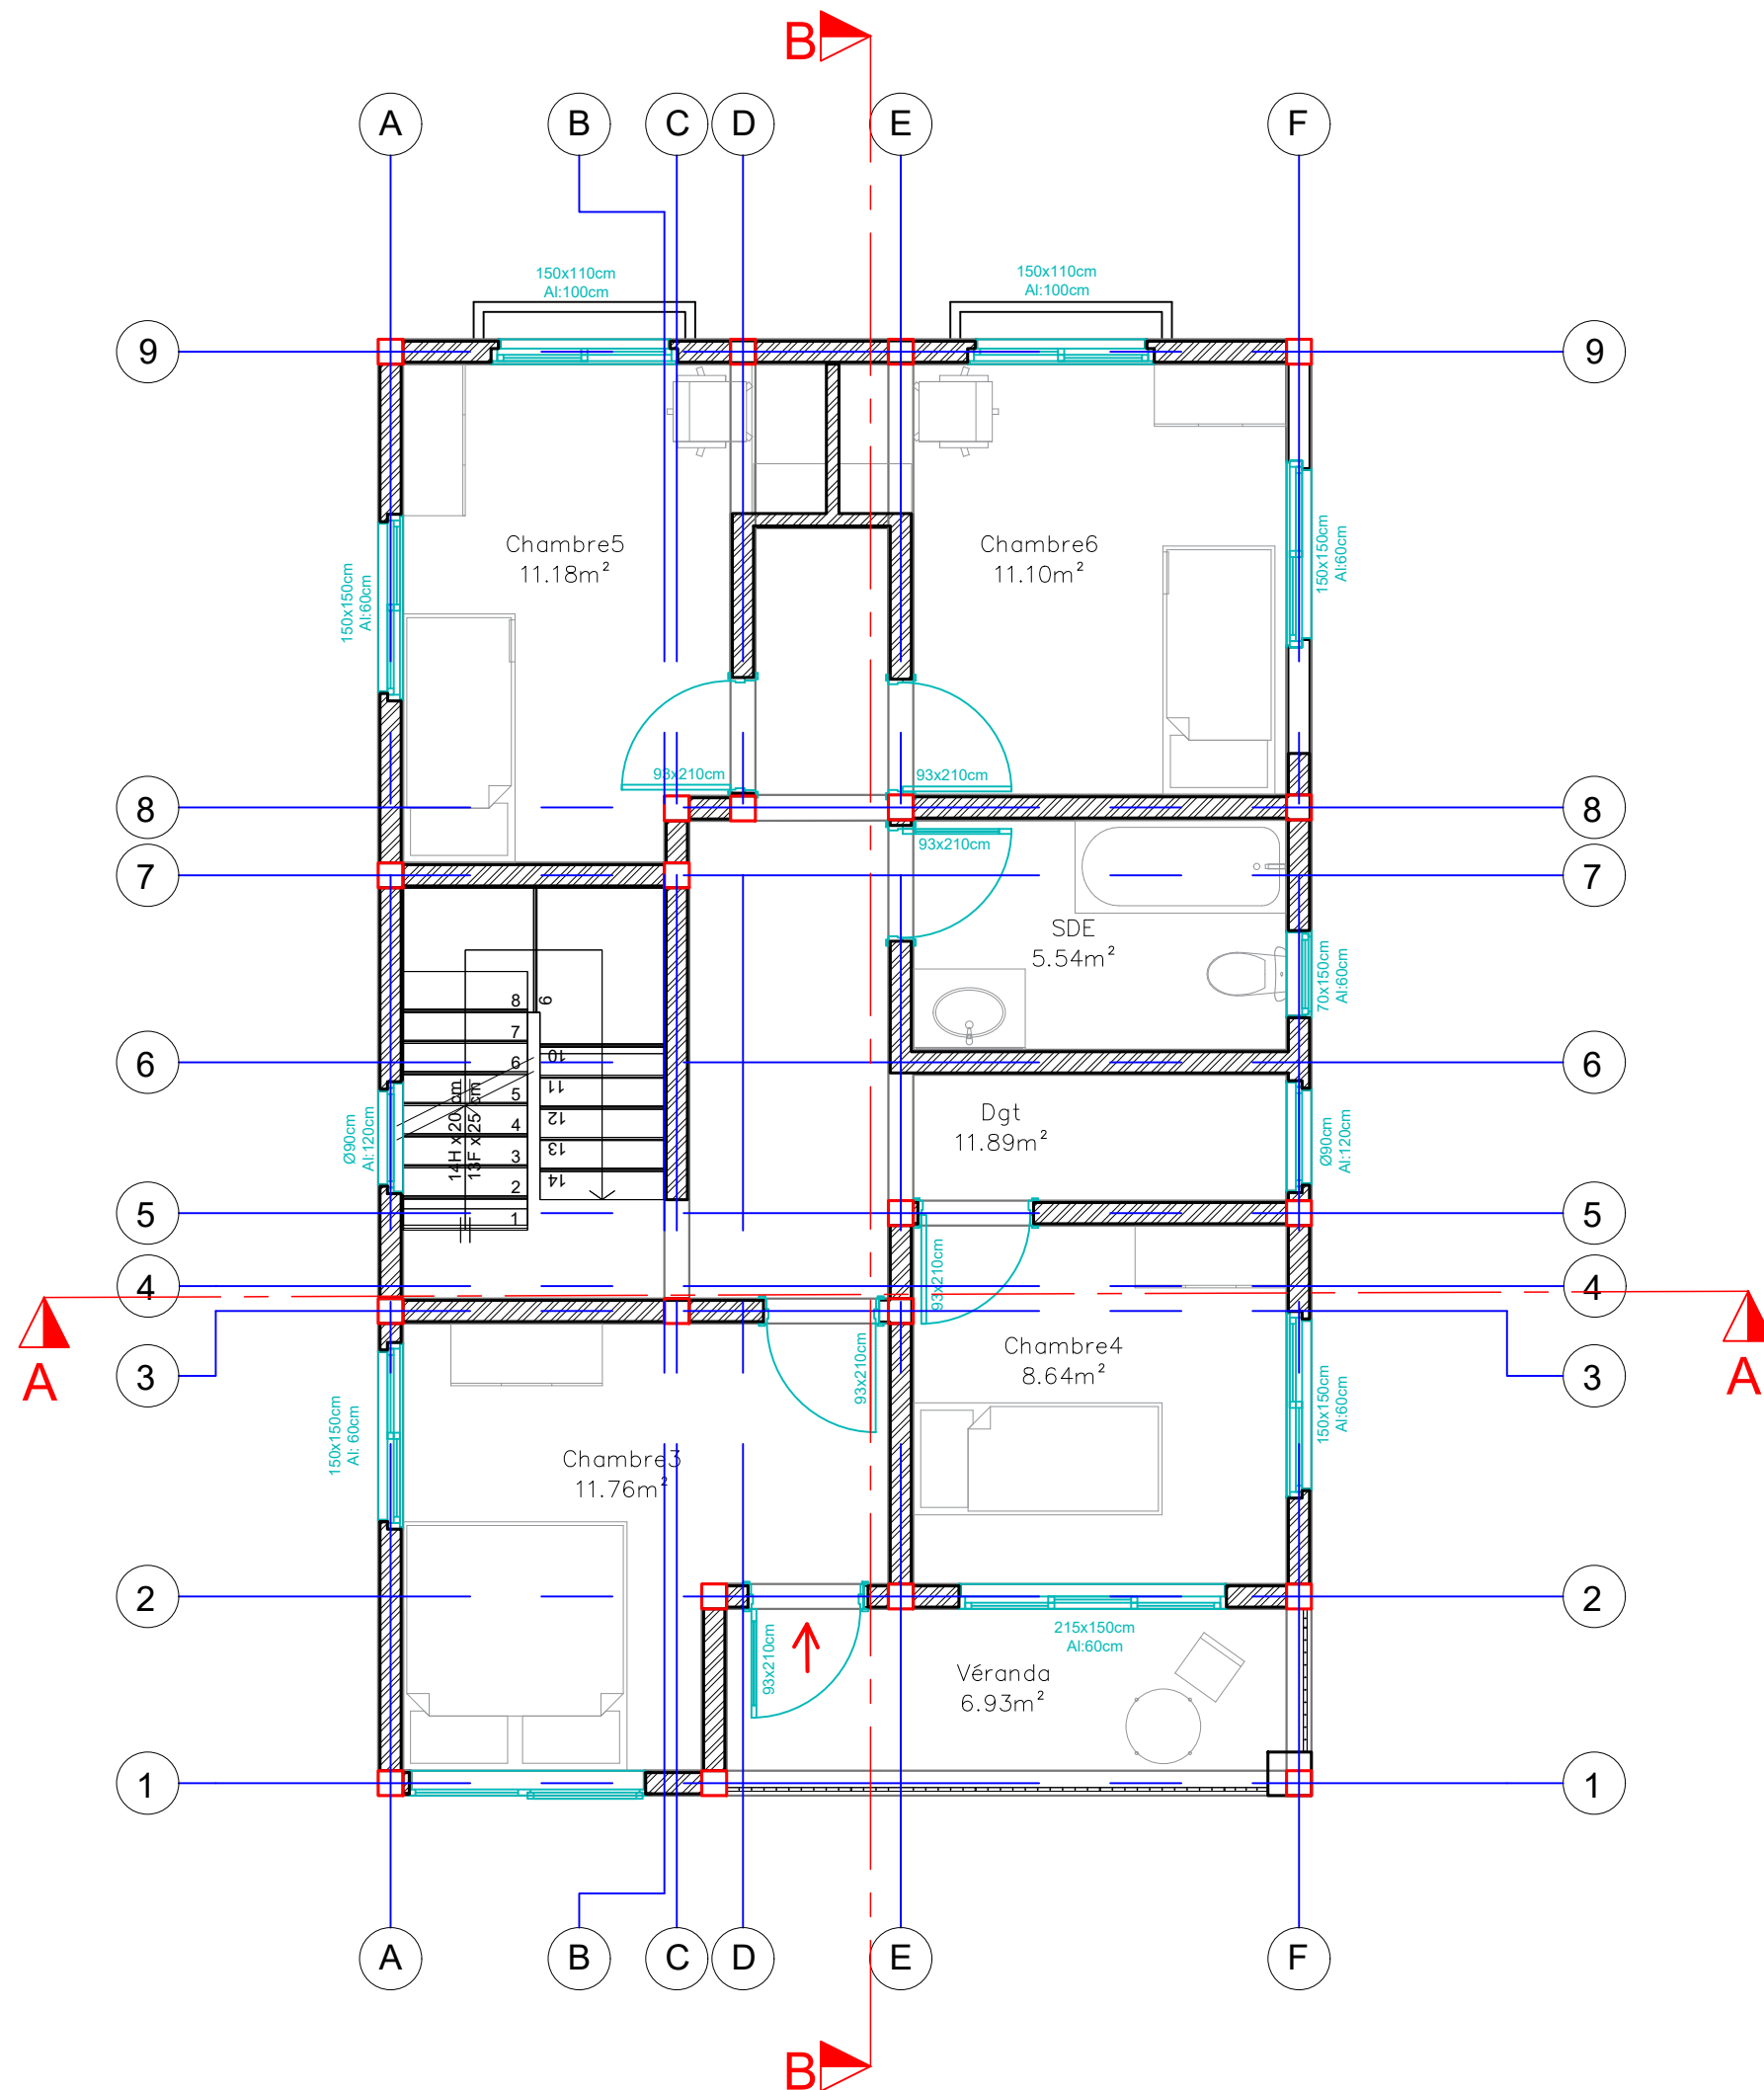 B
A
B
C
D
E
F
150x110cm
Al:100cm
150x110cm
Al:100cm
9
9
Chambre5
11.18m²
Chambre6
11.10m²
150x150cm
Al:60cm
150x150cm
Al:60cm
93x210cm
93x210cm
8
8
93x210cm
7
7
SDE
5.54m²
70x150cm
Al:60cm
8
9
7
6
6
10
6
5
11
4
12
3
13
2
14
1
14H x20 cm
13F x25 cm
Ø90cm
Al:120cm
Dgt
11.89m²
Ø90cm
Al:120cm
5
5
93x210cm
4
4
A
A
3
3
93x210cm
Chambre4
8.64m²
150x150cm
Al: 60cm
150x150cm
Al:60cm
Chambre3
11.76m²
2
2
215x150cm
Al:60cm
93x210cm
Véranda
6.93m²
1
1
A
B
C
D
E
F
B